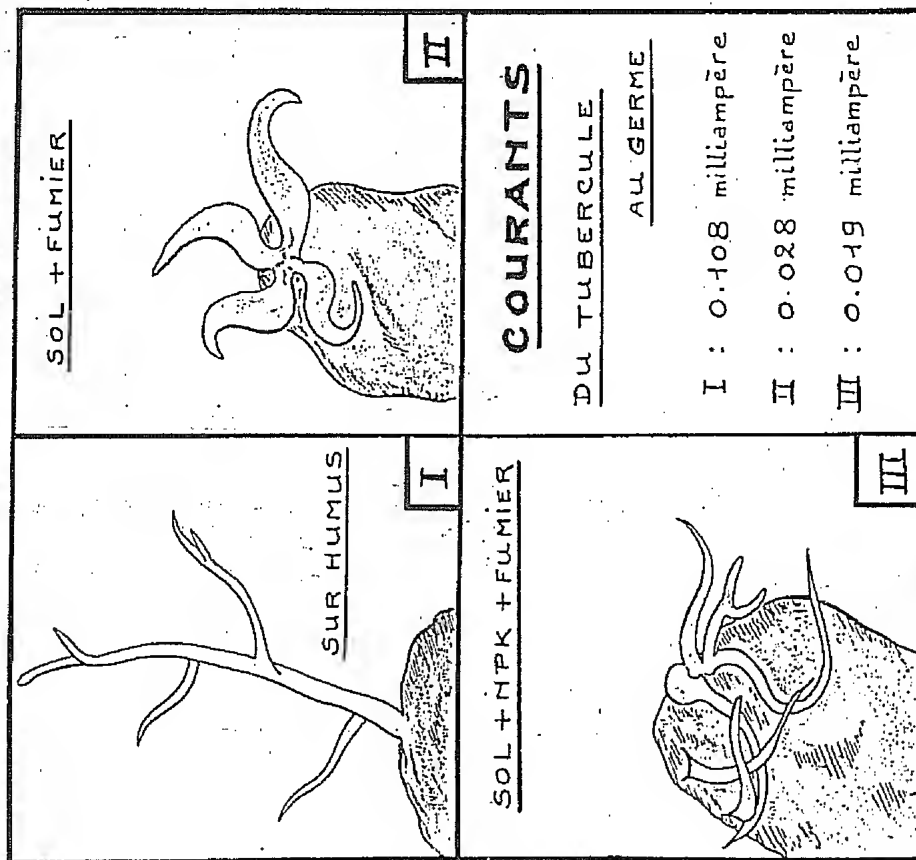 SUR HUMUS
I
SOL + FUMIER
II
SOL + NPK + FUMIER
III
COURANTS
DU TUBERCULE
AU GERME
I : 0.108 milliampère
II : 0.028 milliampère
III : 0.019 milliampère